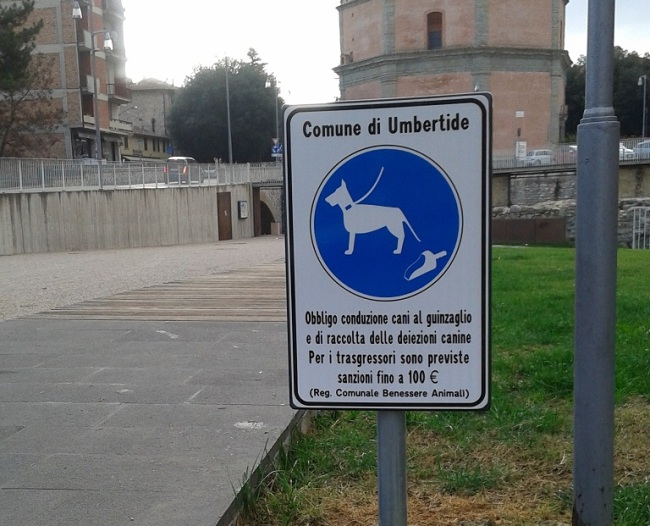 Comune di Umbertide
Obbligo conduzione cani al guinzaglio
e di raccolta delle deiezioni canine
Per i trasgressori sono previste
sanzioni fino a 100 €
(Reg. Comunale Benessere Animali)